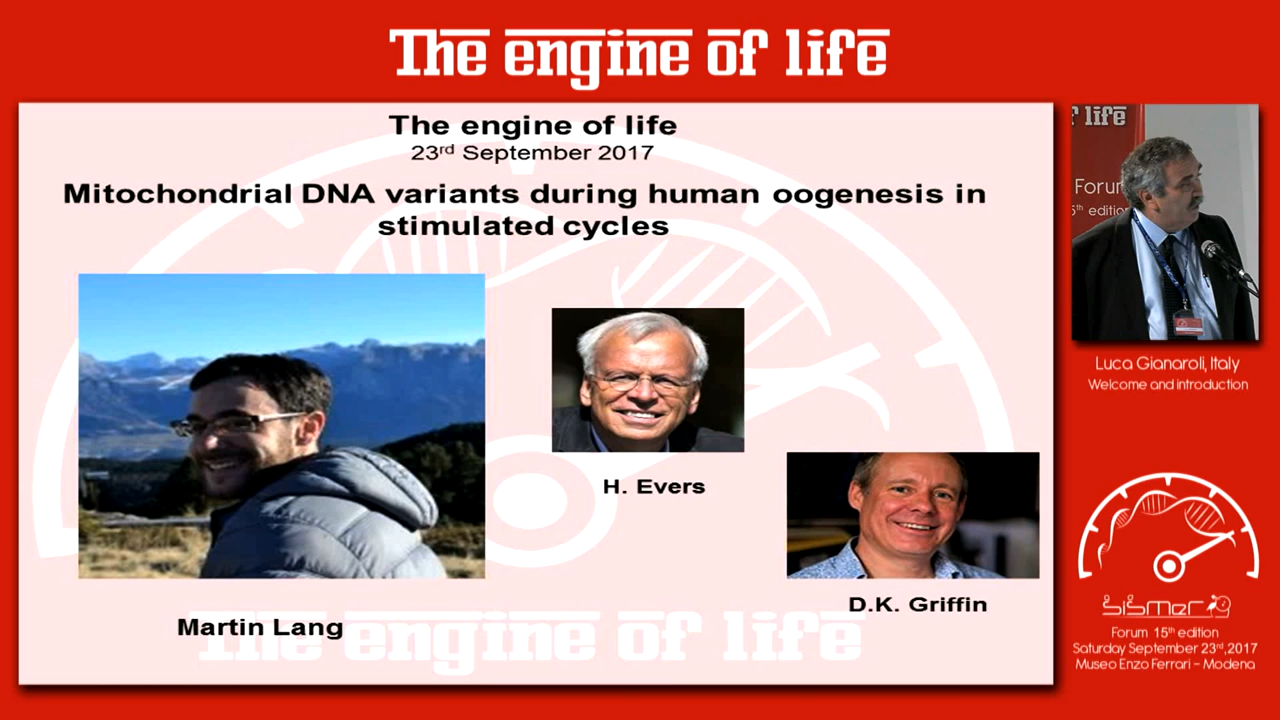 The engine of life
The engine of life
23rd September 2017
Mitochondrial DNA variants during human oogenesis in
stimulated cycles
H. Evers
D.K. Griffin
Martin Lang
The engine of life
f life
Forum
5th edition
Luca Gianaroli, Italy
Welcome and introduction
SISMER
Forum 15th edition
Saturday September 23rd,2017
Museo Enzo Ferrari - Modena